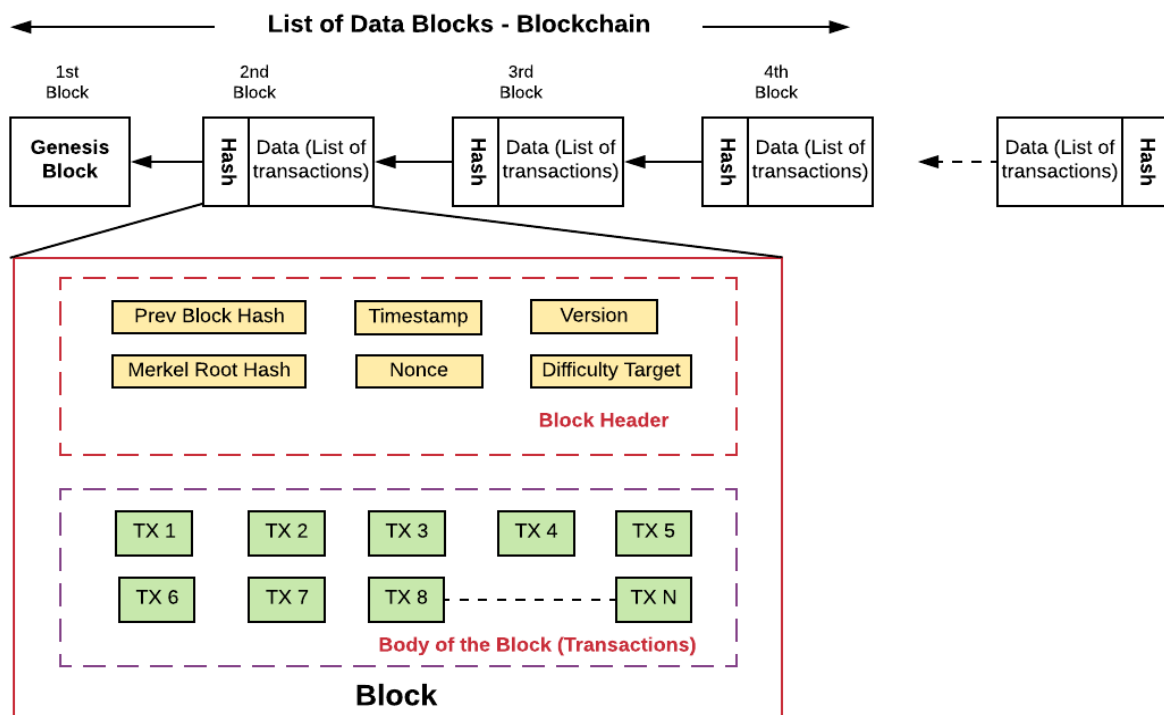 List of Data Blocks - Blockchain
1st
Block
2nd
Block
3rd
Block
4th
Block
Genesis
Block
Hash
Data (List of
transactions)
Hash
Data (List of
transactions)
Hash
Data (List of
transactions)
Data (List of
transactions)
Hash
Prev Block Hash
Timestamp
Version
Merkel Root Hash
Nonce
Difficulty Target
Block Header
TX 1
TX 2
TX 3
TX 4
TX 5
TX 6
TX 7
TX 8
TX N
Body of the Block (Transactions)
Block